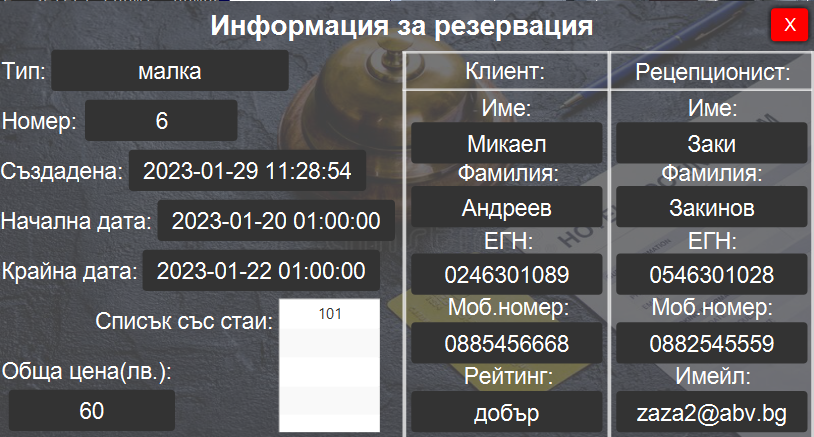 Информация за резервация
X
Тип: малка
Номер: 6
Създадена: 2023-01-29 11:28:54
Начална дата: 2023-01-20 01:00:00
Крайна дата: 2023-01-22 01:00:00
Списък със стаи: 101
Обща цена(лв.):
60
Клиент:
Име:
Микаел
Фамилия:
Андреев
ЕГН:
0246301089
Моб.номер:
0885456668
Рейтинг:
добър
Рецепционист:
Име:
Заки
Фамилия:
Закинов
ЕГН:
0546301028
Моб.номер:
0882545559
Имейл:
zaza2@abv.bg